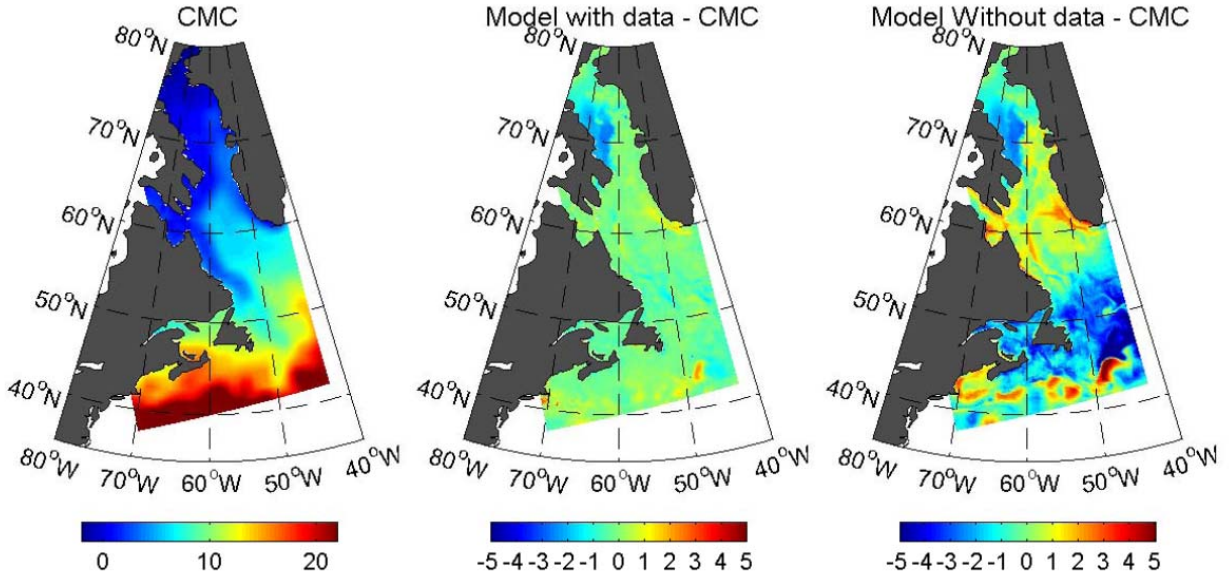 CMC
Model with data - CMC
Model Without data - CMC
80°N
70°N
60°N
50°N
40°N
80°W
70°W
60°W
50°W
40°W
80°N
70°N
60°N
50°N
40°N
80°W
70°W
60°W
50°W
40°W
80°N
70°N
60°N
50°N
40°N
80°W
70°W
60°W
50°W
40°W
0 10 20
-5 -4 -3 -2 -1 0 1 2 3 4 5
-5 -4 -3 -2 -1 0 1 2 3 4 5